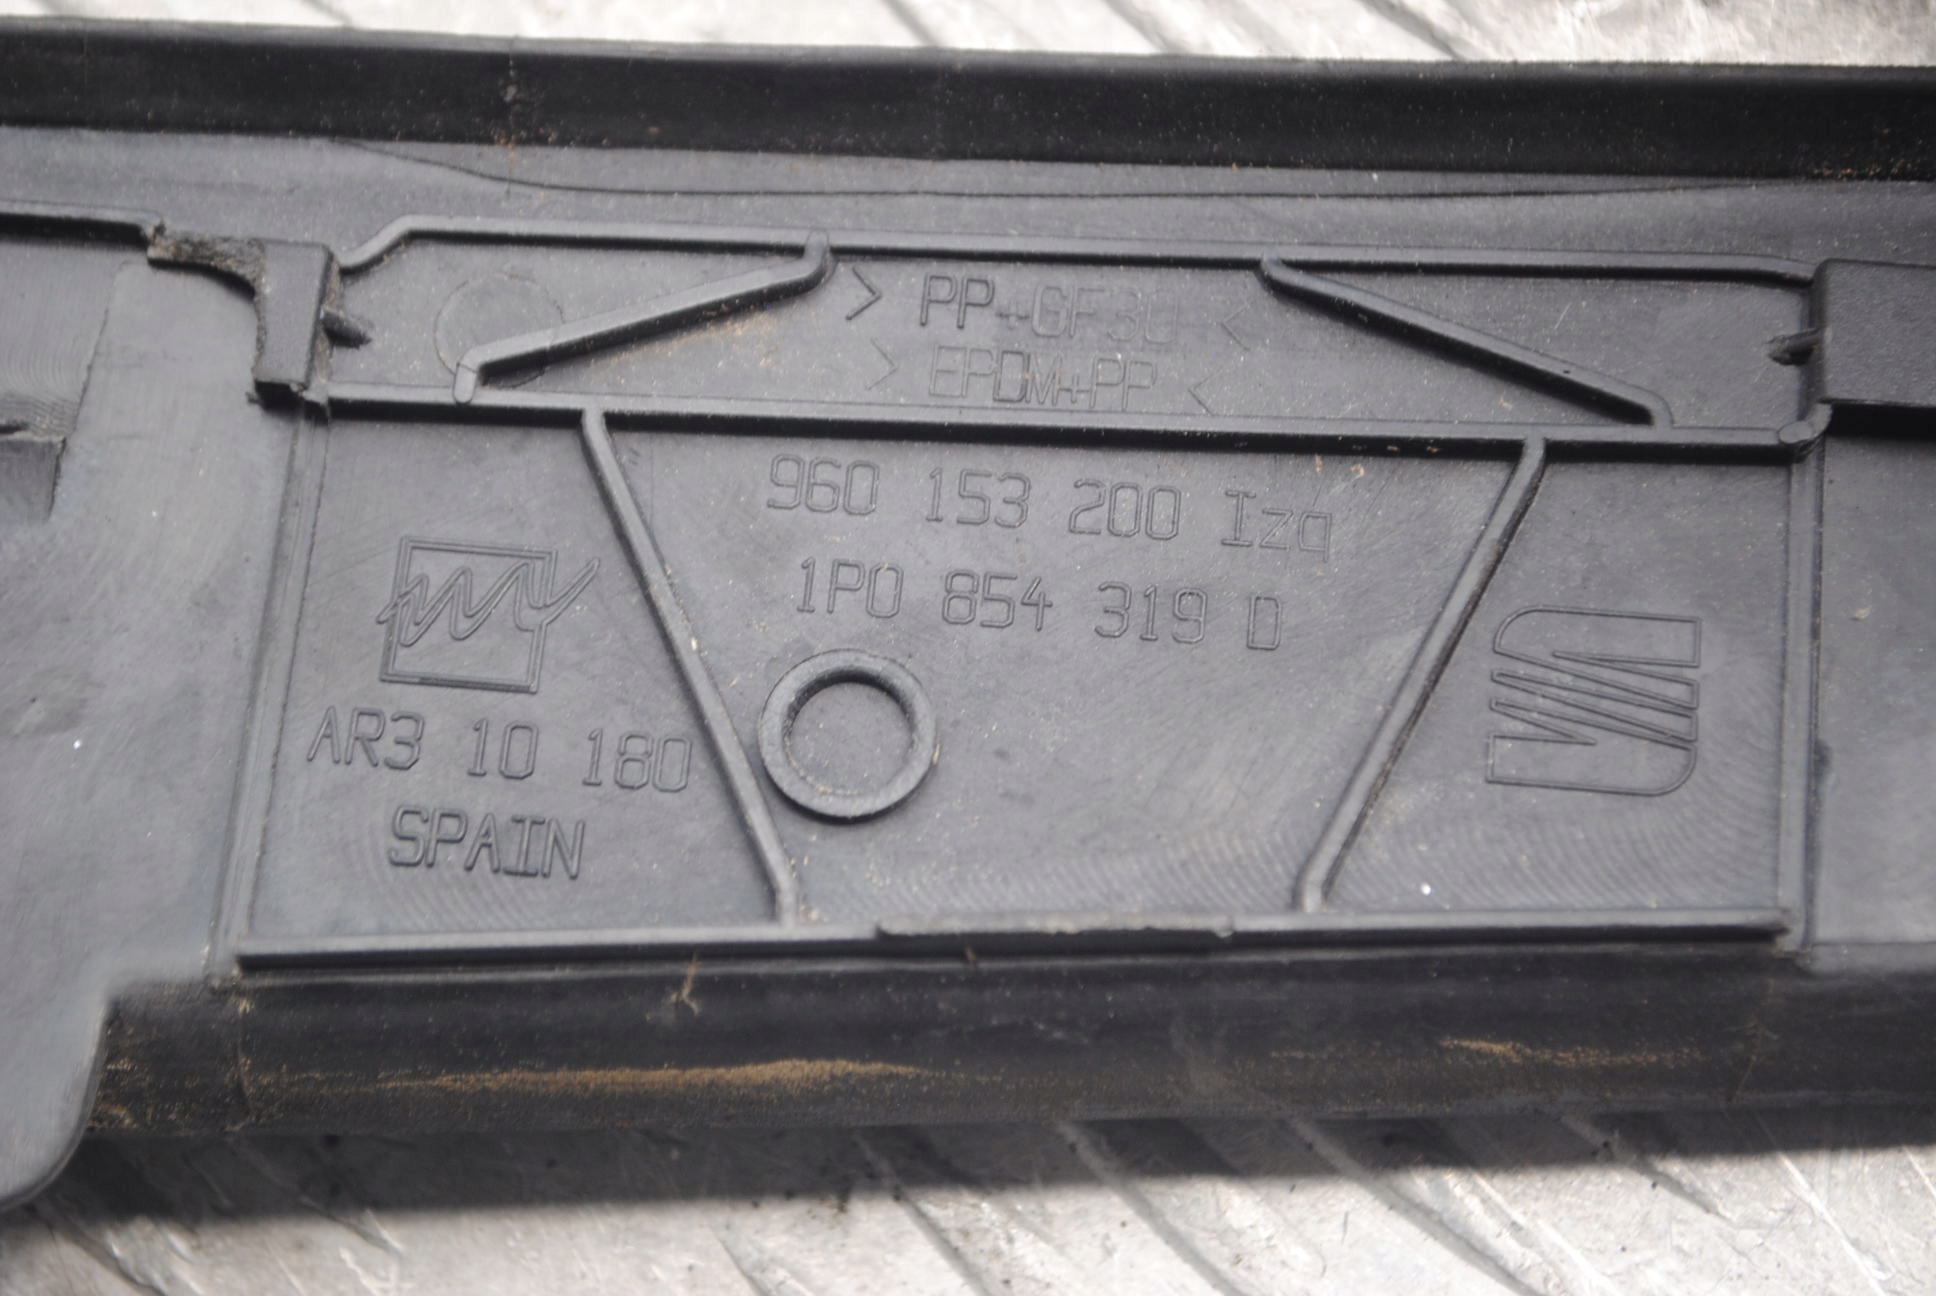 > PP+GF30 <
> EPDM+PP <
960 153 200 Izq
1P0 854 319 D
AR3 10 180
SPAIN